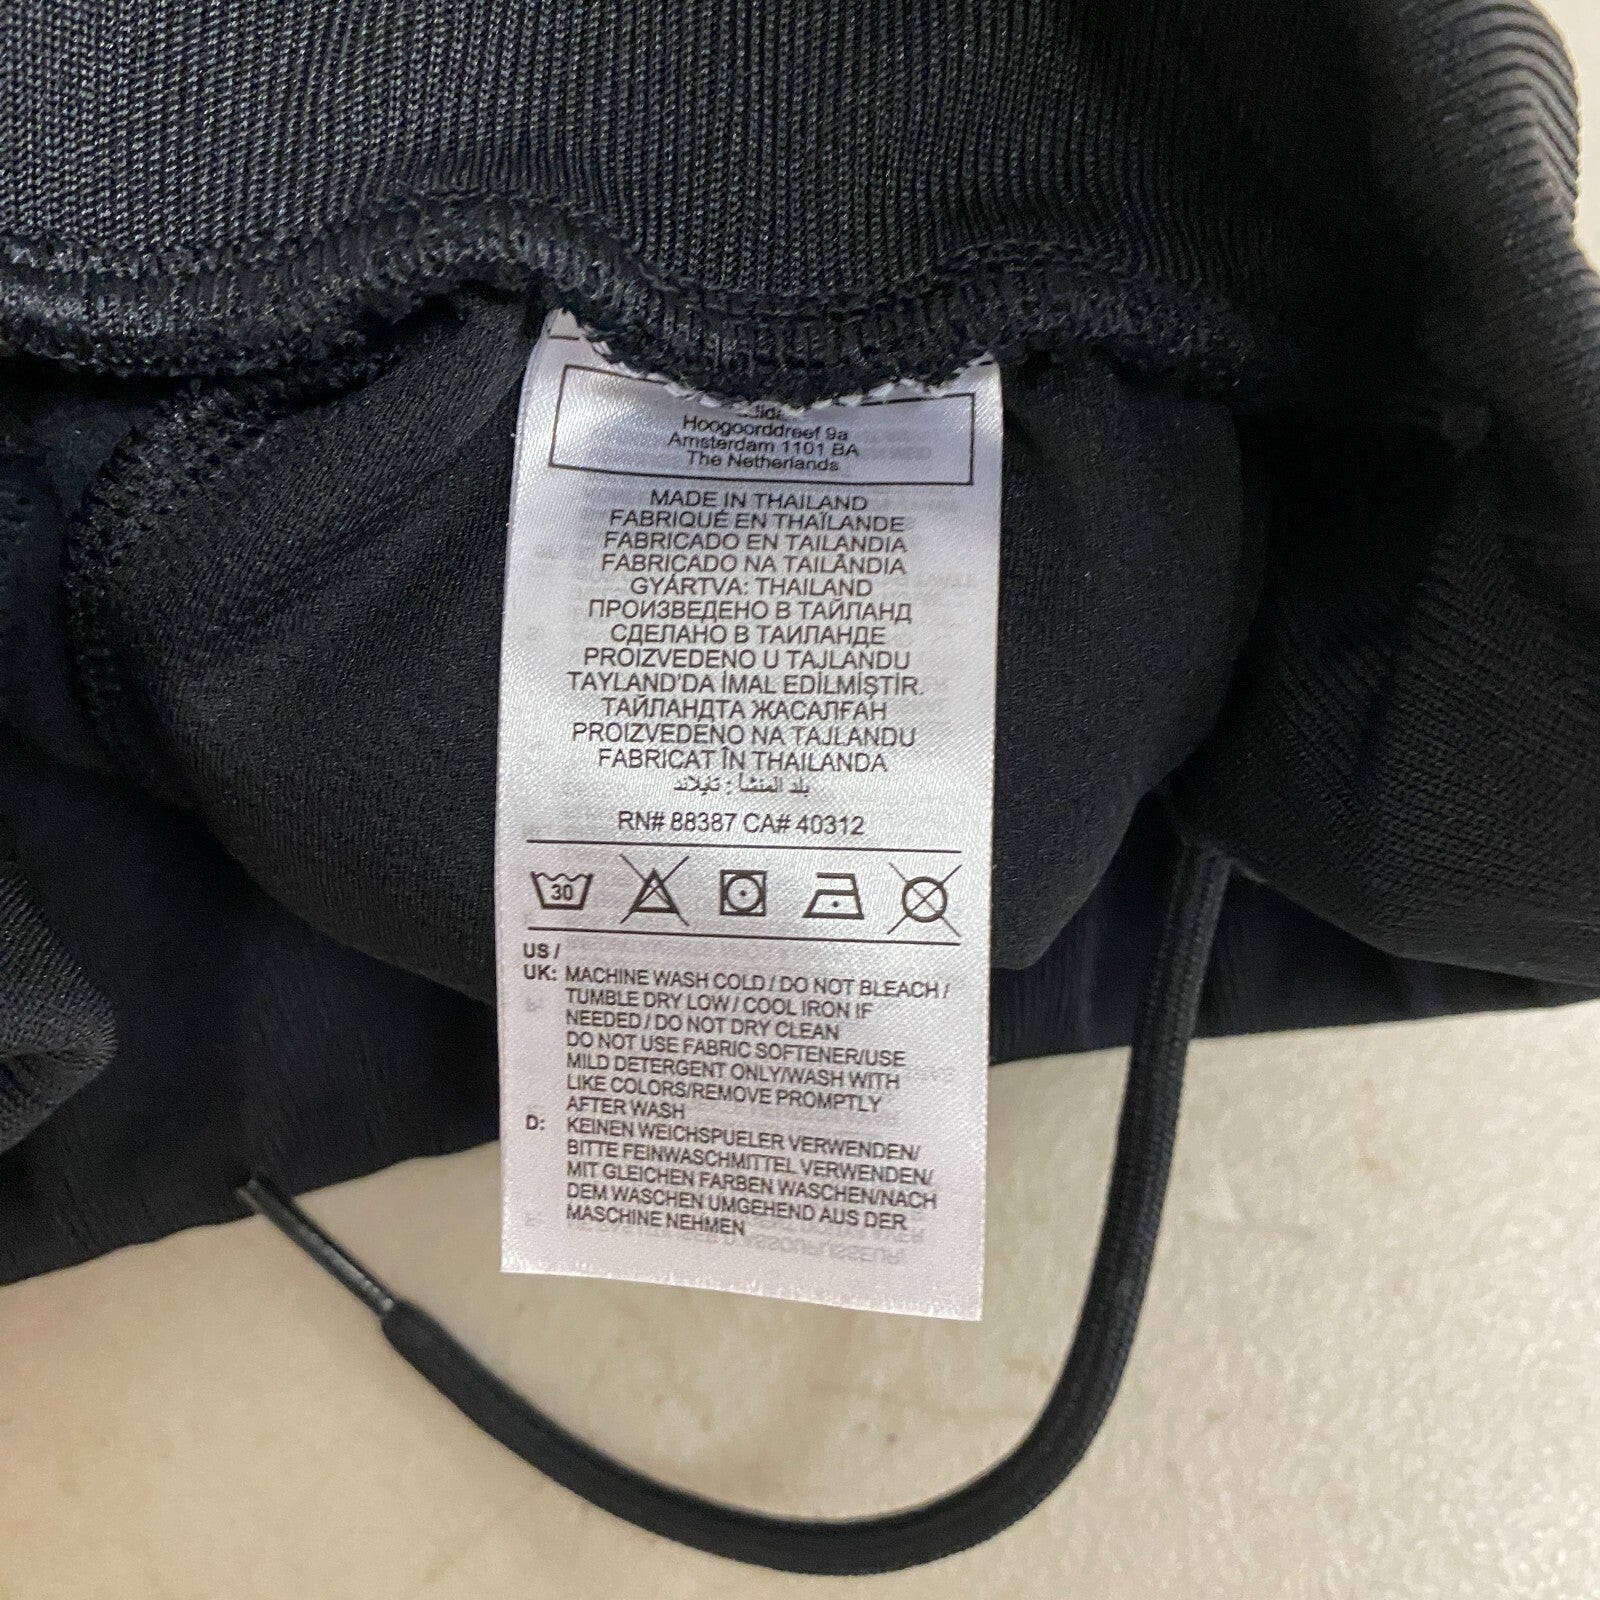 Hoogoorddreef 9a
Amsterdam 1101 BA
The Netherlands
MADE IN THAILAND
FABRIQUÉ EN THAÏLANDE
FABRICADO EN TAILANDIA
FABRICADO NA TAILÂNDIA
GYÁRTVA: THAILAND
ПРОИЗВЕДЕНО В ТАЙЛАНД
СДЕЛАНО В ТАИЛАНДЕ
PROIZVEDENO U TAJLANDU
TAYLAND'DA İMAL EDİLMİŞTİR.
ТАЙЛАНДТА ЖАСАЛҒАН
PROIZVEDENO NA TAJLANDU
FABRICAT ÎN THAILANDA
بلد المنشأ : تايلاند
RN# 88387 CA# 40312
30
US /
UK: MACHINE WASH COLD / DO NOT BLEACH /
TUMBLE DRY LOW / COOL IRON IF
NEEDED / DO NOT DRY CLEAN
DO NOT USE FABRIC SOFTENER/USE
MILD DETERGENT ONLY/WASH WITH
LIKE COLORS/REMOVE PROMPTLY
AFTER WASH
D: KEINEN WEICHSPUELER VERWENDEN/
BITTE FEINWASCHMITTEL VERWENDEN/
MIT GLEICHEN FARBEN WASCHEN/NACH
DEM WASCHEN UMGEHEND AUS DER
MASCHINE NEHMEN